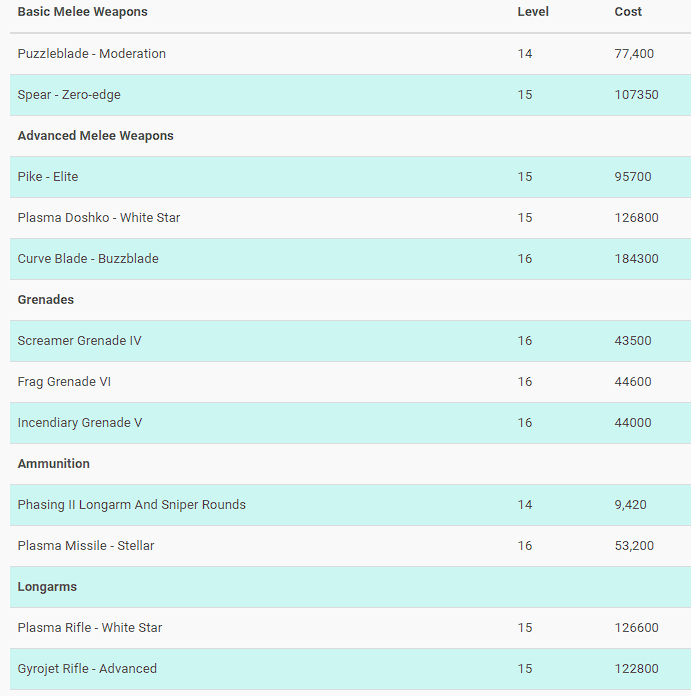 Basic Melee Weapons Level Cost
Puzzleblade - Moderation 14 77,400
Spear - Zero-edge 15 107350
Advanced Melee Weapons
Pike - Elite 15 95700
Plasma Doshko - White Star 15 126800
Curve Blade - Buzzblade 16 184300
Grenades
Screamer Grenade IV 16 43500
Frag Grenade VI 16 44600
Incendiary Grenade V 16 44000
Ammunition
Phasing II Longarm And Sniper Rounds 14 9,420
Plasma Missile - Stellar 16 53,200
Longarms
Plasma Rifle - White Star 15 126600
Gyrojet Rifle - Advanced 15 122800